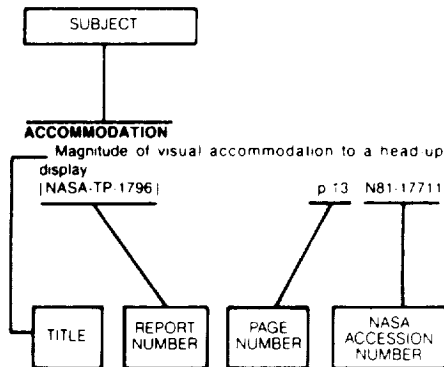 SUBJECT
ACCOMMODATION
Magnitude of visual accommodation to a head-up
display
[NASA-TP-1796] p 13 N81-17711
TITLE
REPORT
NUMBER
PAGE
NUMBER
NASA
ACCESSION
NUMBER